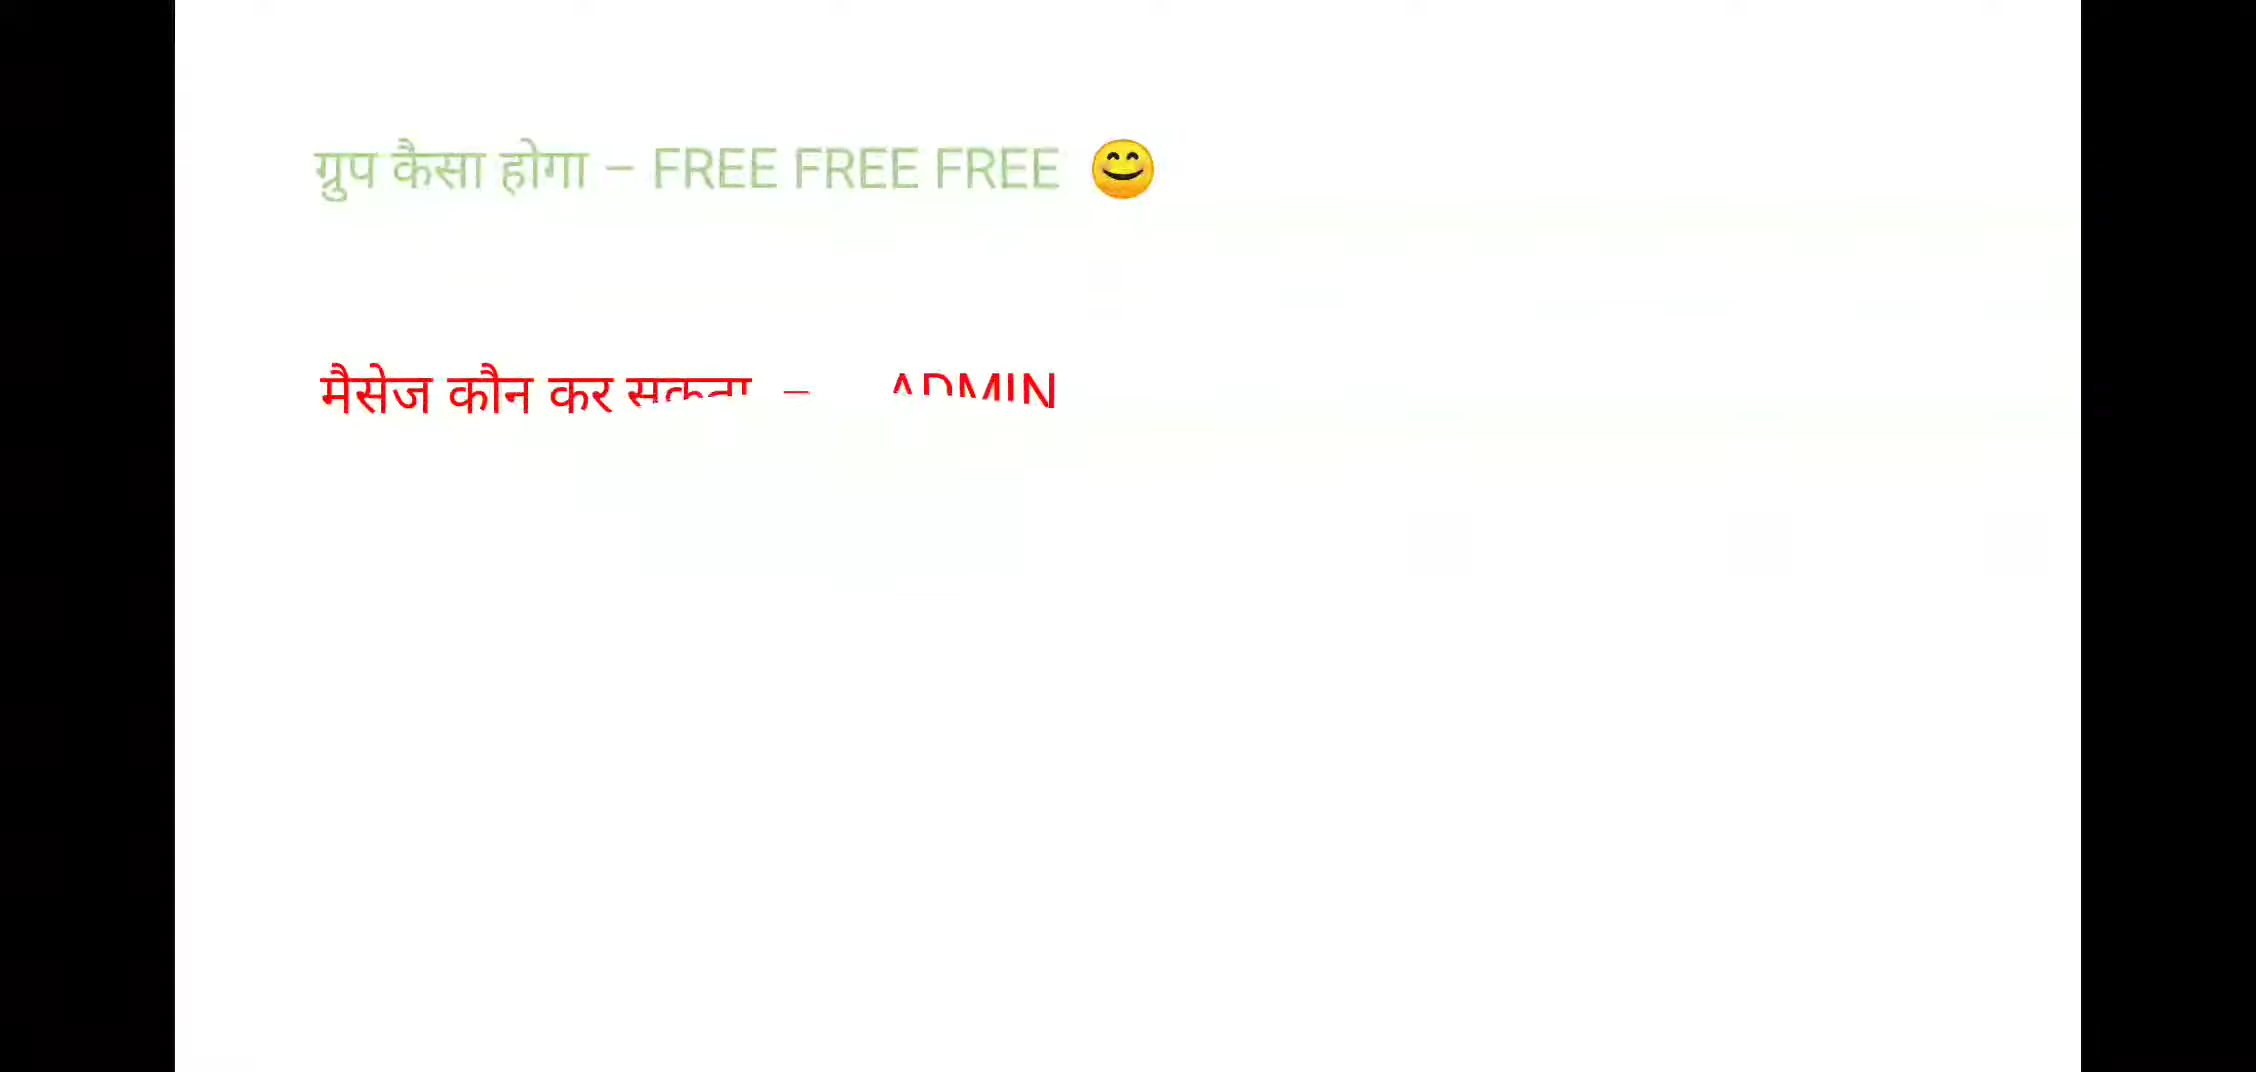 ग्रुप कैसा होगा – FREE FREE FREE 😊
मैसेज कौन कर सकता – ADMIN